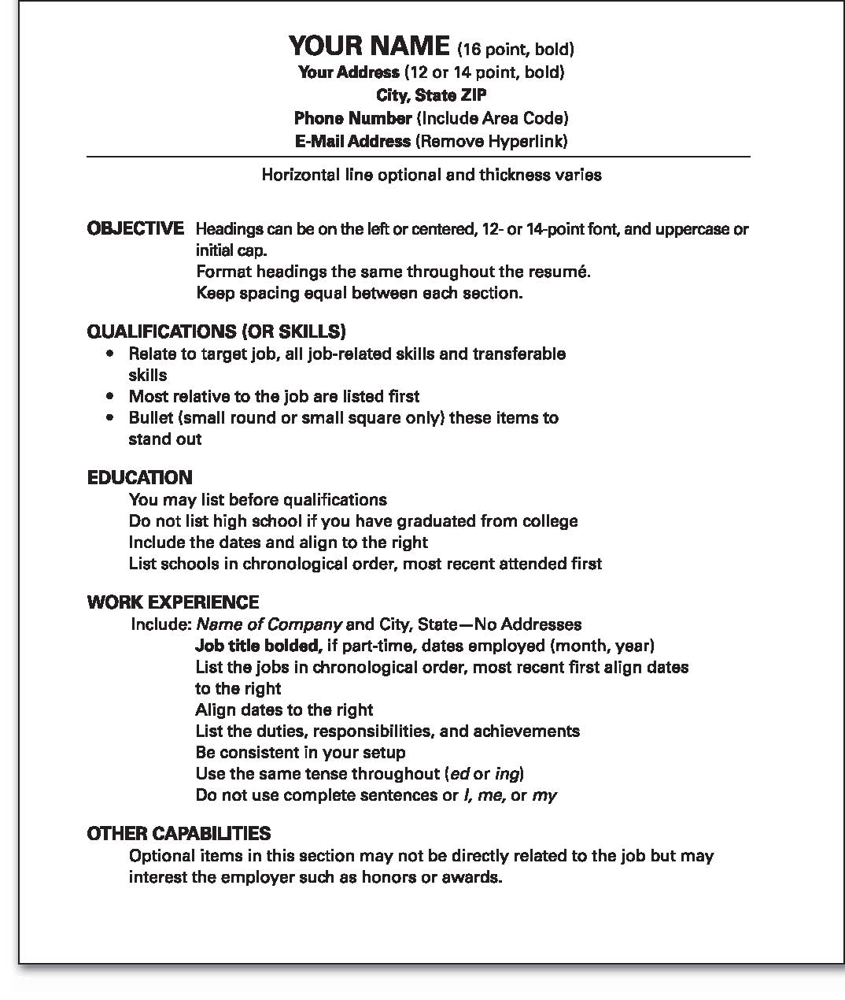 YOUR NAME (16 point, bold)
Your Address (12 or 14 point, bold)
City, State ZIP
Phone Number (Include Area Code)
E-Mail Address (Remove Hyperlink)
Horizontal line optional and thickness varies
OBJECTIVE Headings can be on the left or centered, 12- or 14-point font, and uppercase or
initial cap.
Format headings the same throughout the resumé.
Keep spacing equal between each section.
QUALIFICATIONS (OR SKILLS)
• Relate to target job, all job-related skills and transferable
skills
• Most relative to the job are listed first
• Bullet (small round or small square only) these items to
stand out
EDUCATION
You may list before qualifications
Do not list high school if you have graduated from college
Include the dates and align to the right
List schools in chronological order, most recent attended first
WORK EXPERIENCE
Include: Name of Company and City, State—No Addresses
Job title bolded, if part-time, dates employed (month, year)
List the jobs in chronological order, most recent first align dates
to the right
Align dates to the right
List the duties, responsibilities, and achievements
Be consistent in your setup
Use the same tense throughout (ed or ing)
Do not use complete sentences or I, me, or my
OTHER CAPABILITIES
Optional items in this section may not be directly related to the job but may
interest the employer such as honors or awards.